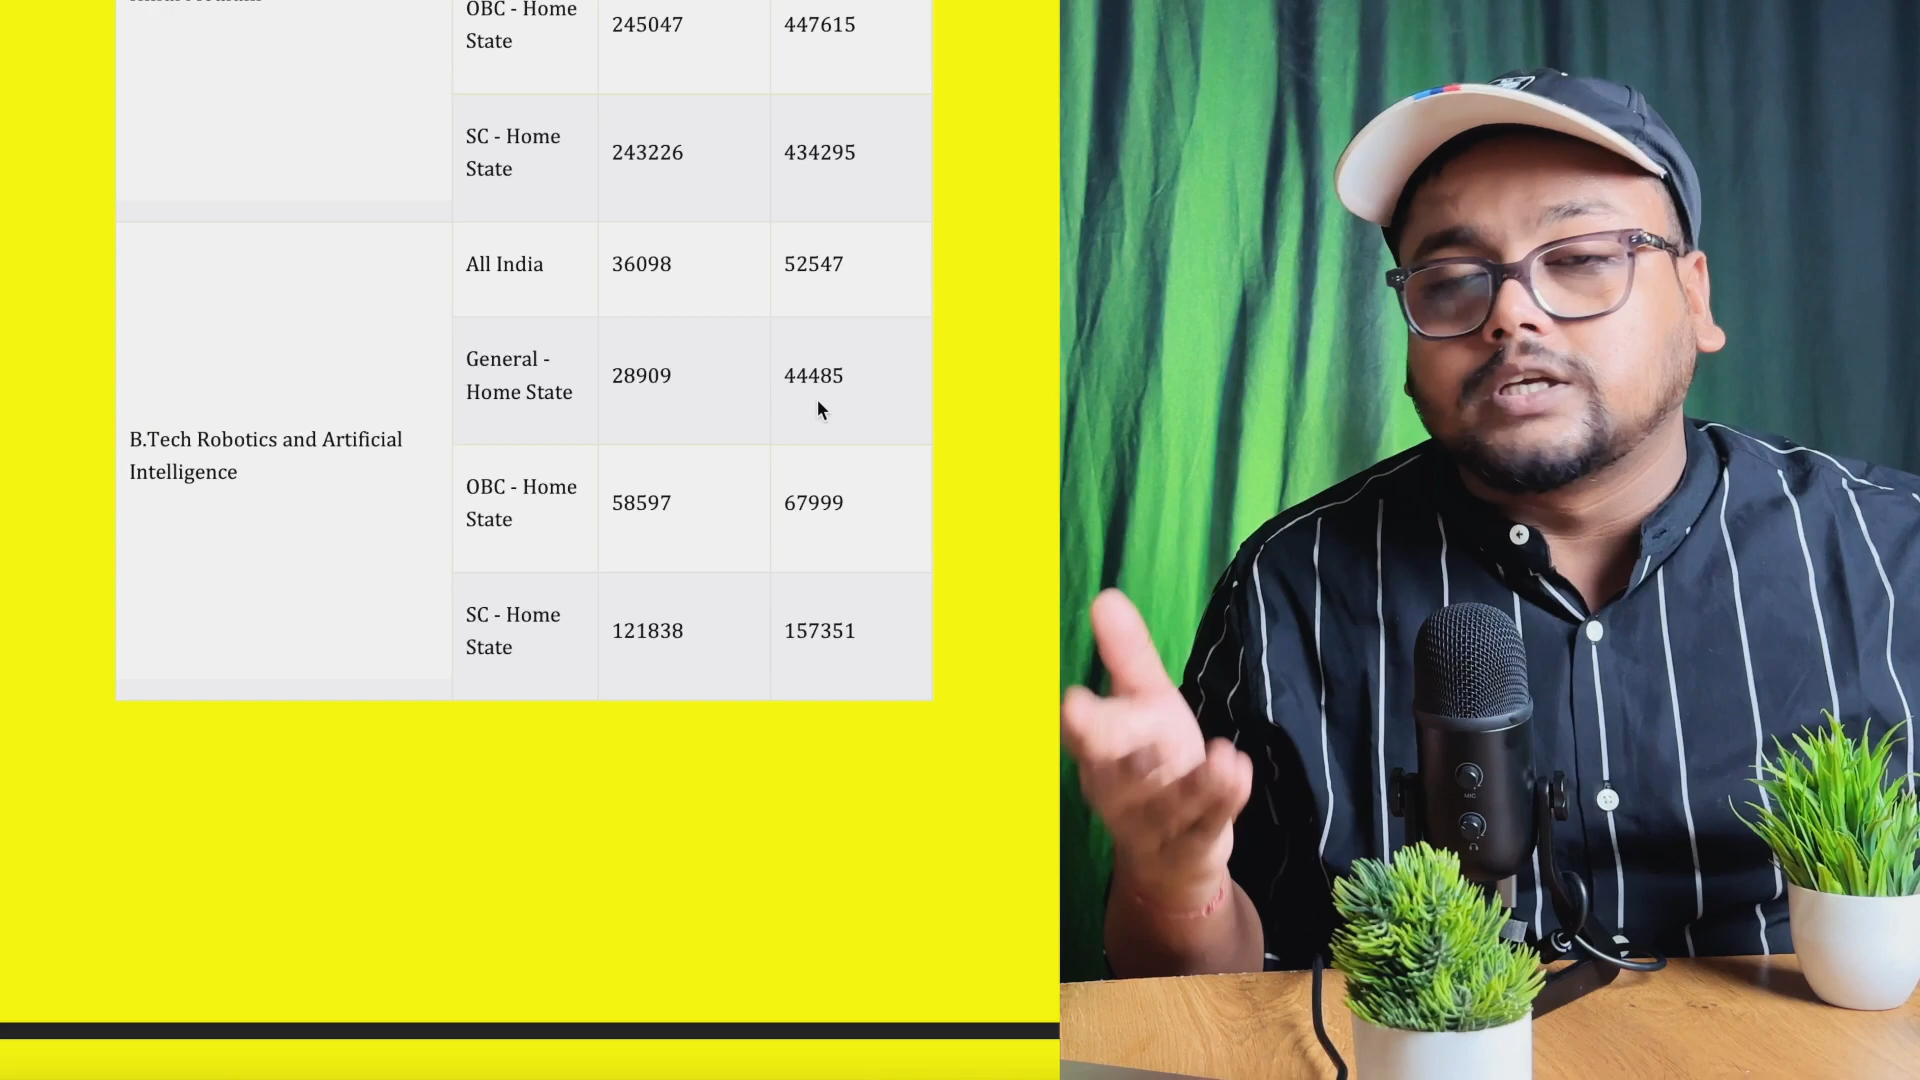 OBC - Home
State
245047
447615
SC - Home
State
243226
434295
B.Tech Robotics and Artificial
Intelligence
All India
36098
52547
General -
Home State
28909
44485
OBC - Home
State
58597
67999
SC - Home
State
121838
157351
MIC